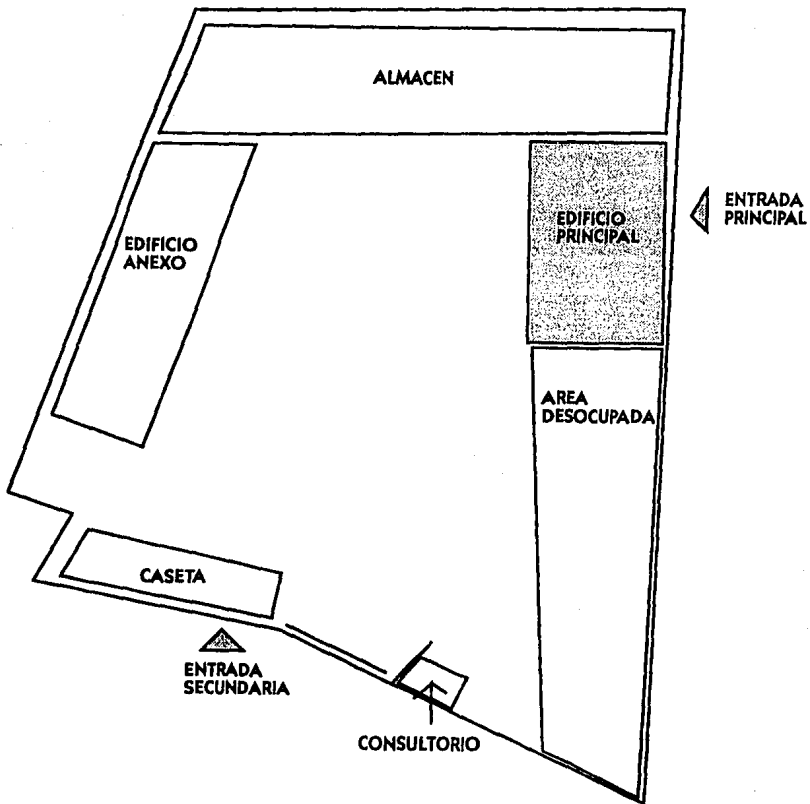 ALMACEN
EDIFICIO
ANEXO
EDIFICIO
PRINCIPAL
ENTRADA
PRINCIPAL
AREA
DESOCUPADA
CASETA
ENTRADA
SECUNDARIA
CONSULTORIO